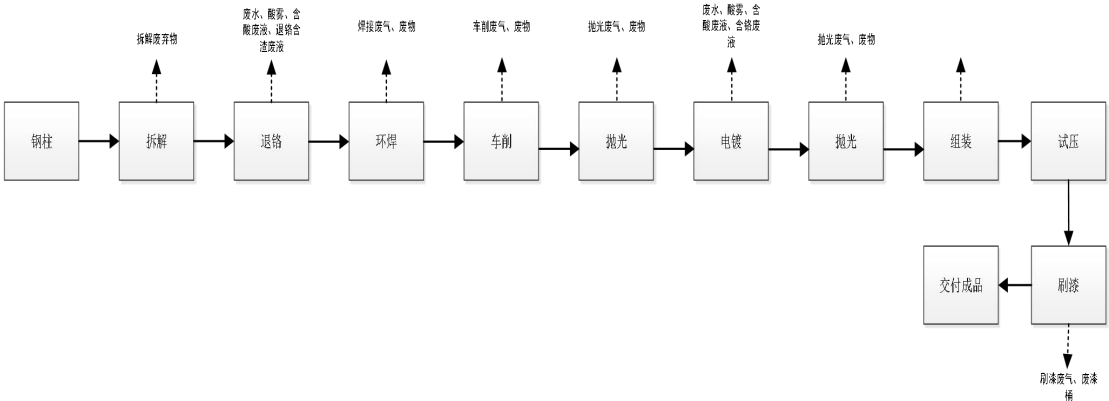 拆解废弃物
废水、酸雾、含
酸废液、退铬含
渣废液
焊接废气、废物
车削废气、废物
抛光废气、废物
废水、酸雾、含
酸废液、含铬废
液
抛光废气、废物
钢柱
拆解
退铬
环焊
车削
抛光
电镀
抛光
组装
试压
交付成品
刷漆
刷漆废气、废漆
桶